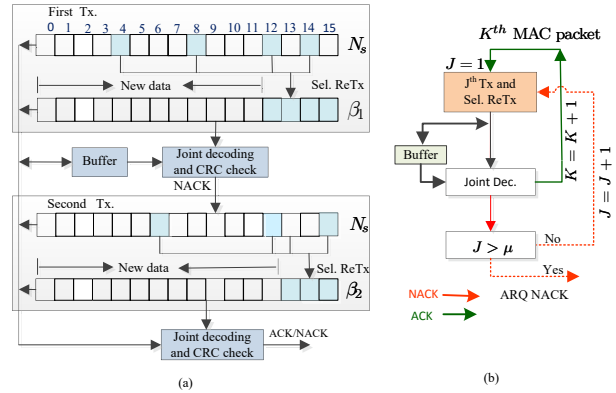 First Tx.
0 1 2 3 4 5 6 7 8 9 10 11 12 13 14 15
N_s
New data
Sel. ReTx
β_1
Buffer
Joint decoding
and CRC check
NACK
Second Tx.
N_s
New data
Sel. ReTx
β_2
Joint decoding
and CRC check
ACK/NACK
(a)
K^{th} MAC packet
J = 1
J^{th} Tx and
Sel. ReTx
Buffer
Joint Dec.
K = K + 1
J = J + 1
J > μ
No
Yes
NACK
ARQ NACK
ACK
(b)